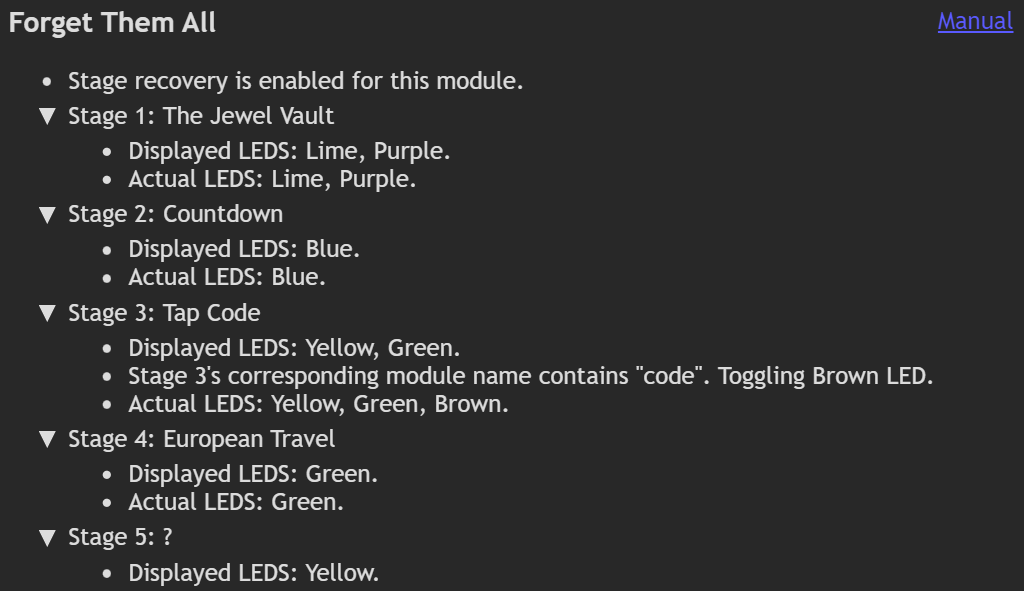 Forget Them All
Manual
Stage recovery is enabled for this module.
Stage 1: The Jewel Vault
Displayed LEDS: Lime, Purple.
Actual LEDS: Lime, Purple.
Stage 2: Countdown
Displayed LEDS: Blue.
Actual LEDS: Blue.
Stage 3: Tap Code
Displayed LEDS: Yellow, Green.
Stage 3's corresponding module name contains "code". Toggling Brown LED.
Actual LEDS: Yellow, Green, Brown.
Stage 4: European Travel
Displayed LEDS: Green.
Actual LEDS: Green.
Stage 5: ?
Displayed LEDS: Yellow.